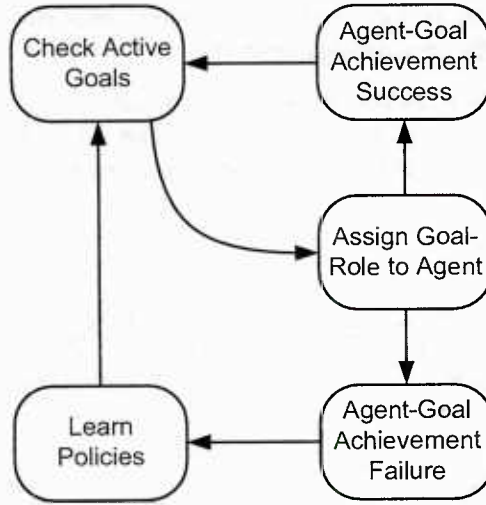 Check Active
Goals
Agent-Goal
Achievement
Success
Assign Goal-
Role to Agent
Learn
Policies
Agent-Goal
Achievement
Failure